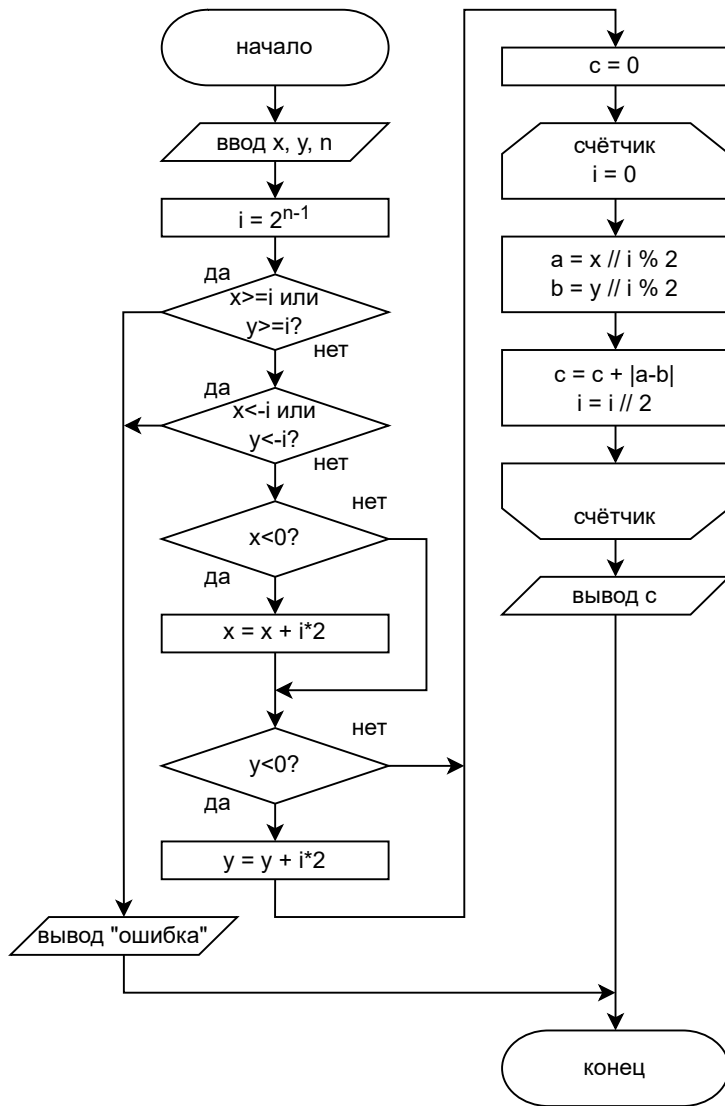 начало
ввод x, y, n
i = 2ⁿ⁻¹
да
x>=i или
y>=i?
нет
да
x<-i или
y<-i?
нет
нет
x<0?
да
x = x + i*2
нет
y<0?
да
y = y + i*2
вывод "ошибка"
c = 0
счётчик
i = 0
a = x // i % 2
b = y // i % 2
c = c + |a-b|
i = i // 2
счётчик
вывод c
конец